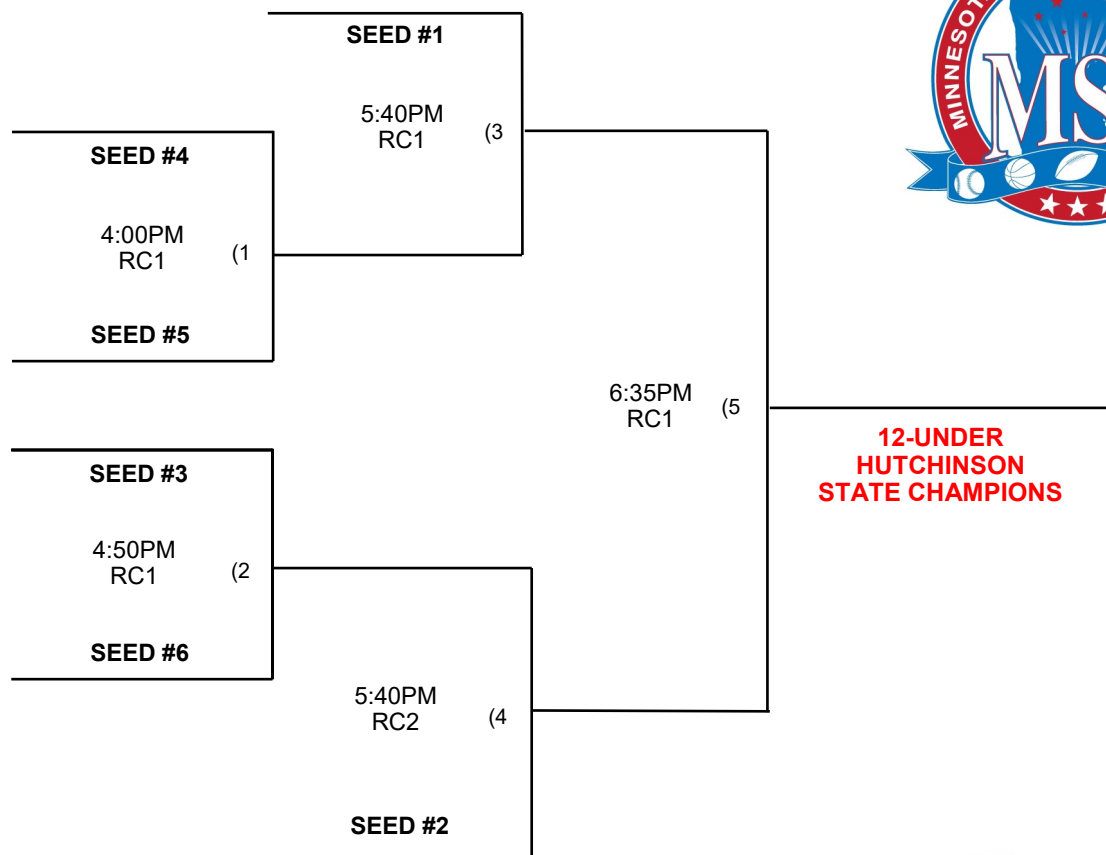 SEED #1
5:40PM
RC1 (3
SEED #4
4:00PM
RC1 (1
SEED #5
6:35PM
RC1 (5
12-UNDER
HUTCHINSON
STATE CHAMPIONS
SEED #3
4:50PM
RC1 (2
SEED #6
5:40PM
RC2 (4
SEED #2